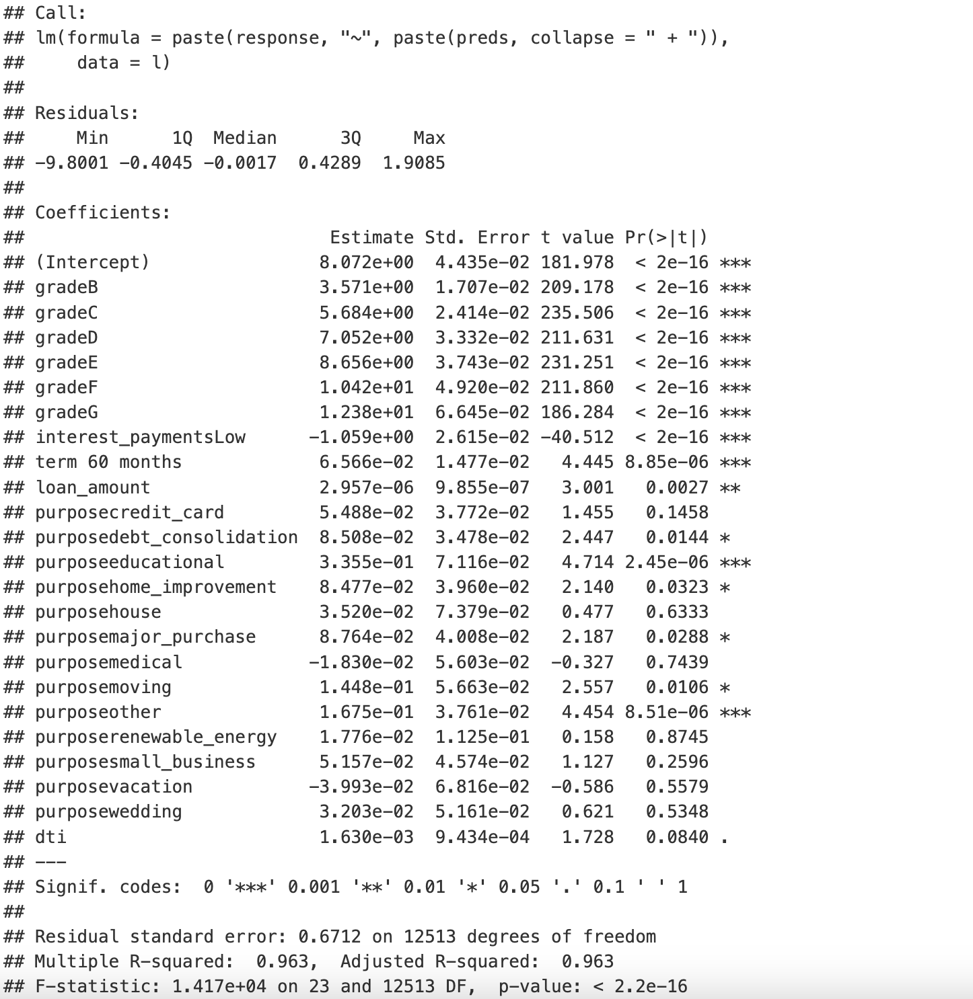 ## Call:
## lm(formula = paste(response, "~", paste(preds, collapse = " + ")),
##     data = l)
##
## Residuals:
##     Min      1Q  Median      3Q     Max
## -9.8001 -0.4045 -0.0017  0.4289  1.9085
##
## Coefficients:
##                             Estimate Std. Error t value Pr(>|t|)
## (Intercept)                8.072e+00  4.435e-02 181.978  < 2e-16 ***
## gradeB                     3.571e+00  1.707e-02 209.178  < 2e-16 ***
## gradeC                     5.684e+00  2.414e-02 235.506  < 2e-16 ***
## gradeD                     7.052e+00  3.332e-02 211.631  < 2e-16 ***
## gradeE                     8.656e+00  3.743e-02 231.251  < 2e-16 ***
## gradeF                     1.042e+01  4.920e-02 211.860  < 2e-16 ***
## gradeG                     1.238e+01  6.645e-02 186.284  < 2e-16 ***
## interest_paymentsLow      -1.059e+00  2.615e-02 -40.512  < 2e-16 ***
## term 60 months             6.566e-02  1.477e-02   4.445 8.85e-06 ***
## loan_amount                2.957e-06  9.855e-07   3.001   0.0027 **
## purposecredit_card         5.488e-02  3.772e-02   1.455   0.1458
## purposedebt_consolidation  8.508e-02  3.478e-02   2.447   0.0144 *
## purposeeducational         3.355e-01  7.116e-02   4.714 2.45e-06 ***
## purposehome_improvement    8.477e-02  3.960e-02   2.140   0.0323 *
## purposehouse               3.520e-02  7.379e-02   0.477   0.6333
## purposemajor_purchase      8.764e-02  4.008e-02   2.187   0.0288 *
## purposemedical            -1.830e-02  5.603e-02  -0.327   0.7439
## purposemoving              1.448e-01  5.663e-02   2.557   0.0106 *
## purposeother               1.675e-01  3.761e-02   4.454 8.51e-06 ***
## purposerenewable_energy    1.776e-02  1.125e-01   0.158   0.8745
## purposesmall_business      5.157e-02  4.574e-02   1.127   0.2596
## purposevacation           -3.993e-02  6.816e-02  -0.586   0.5579
## purposewedding             3.203e-02  5.161e-02   0.621   0.5348
## dti                        1.630e-03  9.434e-04   1.728   0.0840 .
## ---
## Signif. codes:  0 '***' 0.001 '**' 0.01 '*' 0.05 '.' 0.1 ' ' 1
##
## Residual standard error: 0.6712 on 12513 degrees of freedom
## Multiple R-squared:  0.963,  Adjusted R-squared:  0.963
## F-statistic: 1.417e+04 on 23 and 12513 DF,  p-value: < 2.2e-16